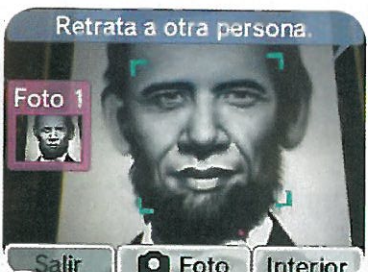 Retrata a otra persona.
Foto 1
Salir
Foto
Interior